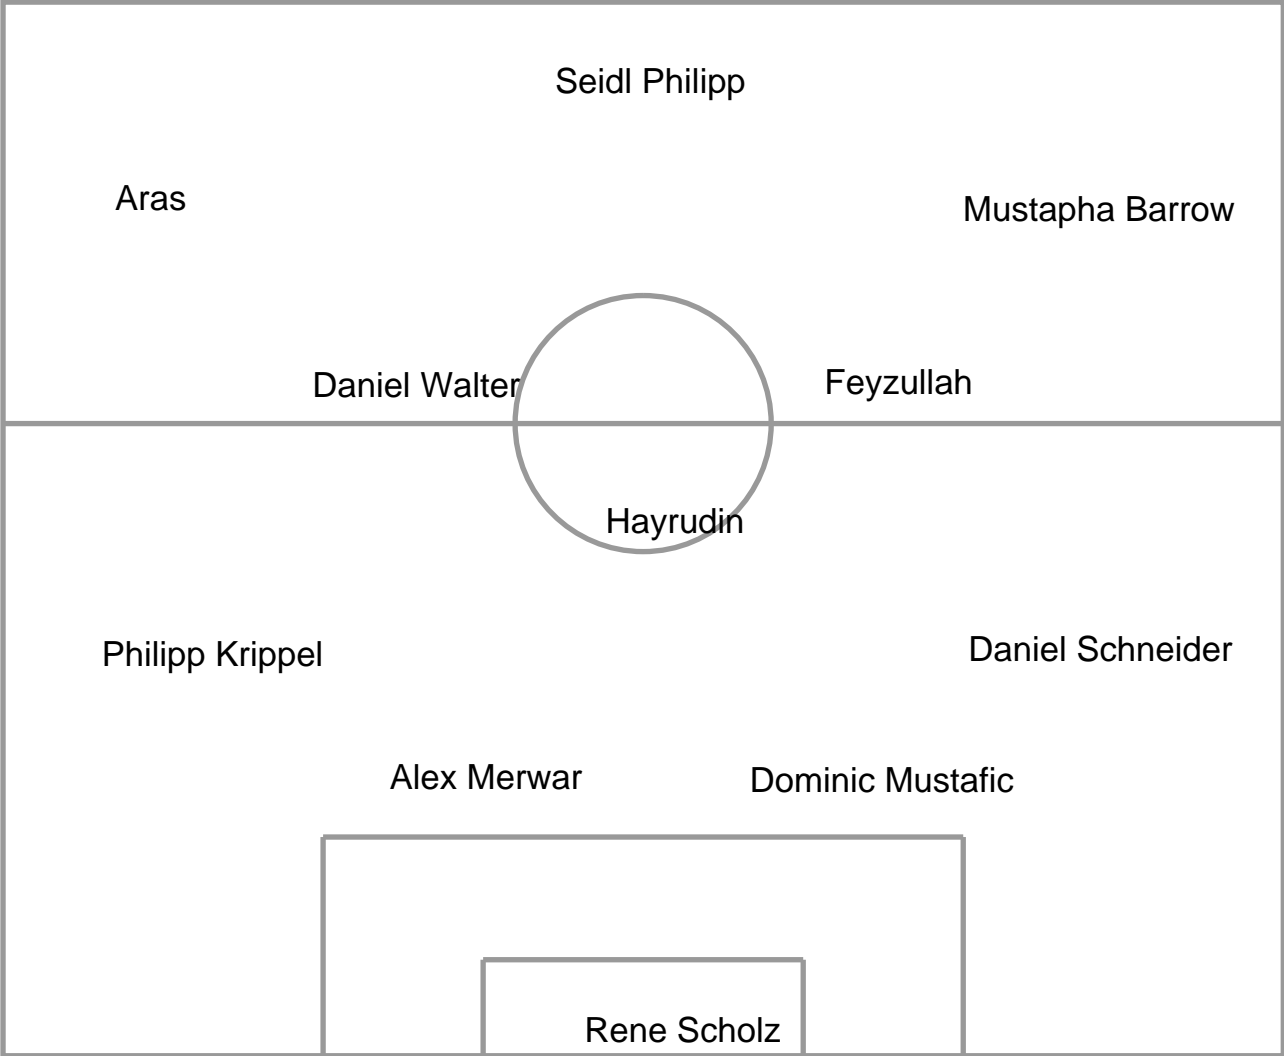 Seidl Philipp
Aras
Mustapha Barrow
Daniel Walter
Feyzullah
Hayrudin
Philipp Krippel
Daniel Schneider
Alex Merwar
Dominic Mustafic
Rene Scholz